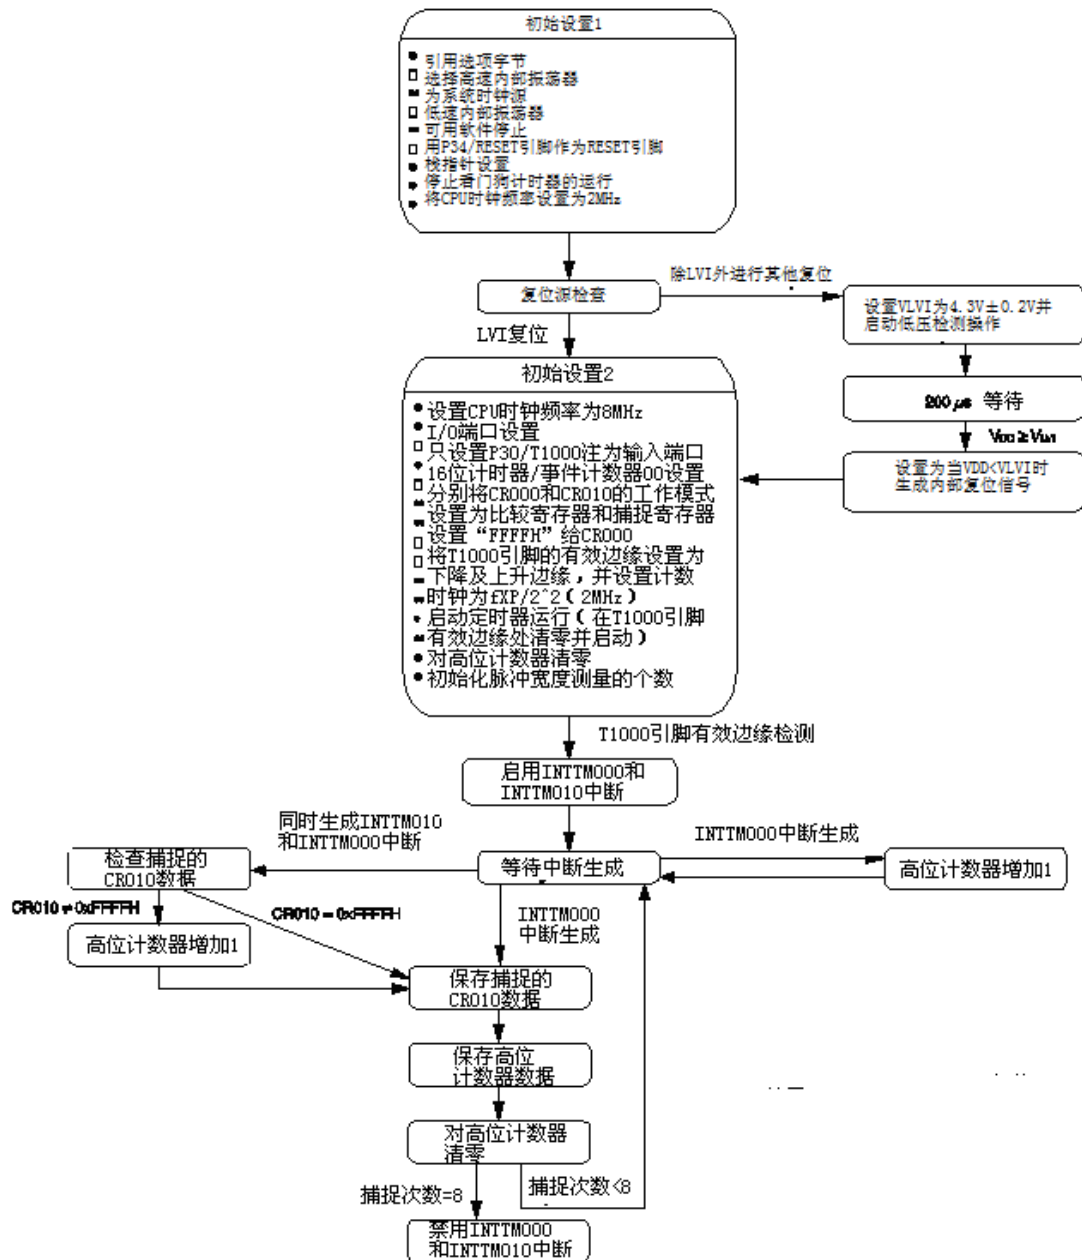 初始设置1
引用选项字节
选择高速内部振荡器
为系统时钟源
低速内部振荡器
可用软件停止
用P34/RESET引脚作为RESET引脚
栈指针设置
停止看门狗计时器的运行
将CPU时钟频率设置为2MHz
复位源检查
除LVI外进行其他复位
设置VLVI为4.3V±0.2V并
启动低压检测操作
LVI复位
200 μs 等待
VDD ≥ VLVI
设置为当VDD<VLVI时
生成内部复位信号
初始设置2
设置CPU时钟频率为8MHz
I/O端口设置
只设置P30/T1000注为输入端口
16位计时器/事件计数器00设置
分别将CR000和CR010的工作模式
设置为比较寄存器和捕捉寄存器
设置“FFFFH”给CR000
将T1000引脚的有效边缘设置为
下降及上升边缘，并设置计数
时钟为fXP/2^2（2MHz）
启动定时器运行（在T1000引脚
有效边缘处清零并启动）
对高位计数器清零
初始化脉冲宽度测量的个数
T1000引脚有效边缘检测
启用INTTM000和
INTTM010中断
同时生成INTTM010
和INTTM000中断
INTTM000中断生成
检查捕捉的
CR010数据
等待中断生成
高位计数器增加1
CR010 ≠ 0xFFFFH
CR010 = 0xFFFFH
INTTM000
中断生成
高位计数器增加1
保存捕捉的
CR010数据
保存高位
计数器数据
对高位计数器
清零
捕捉次数=8
捕捉次数<8
禁用INTTM000
和INTTM010中断